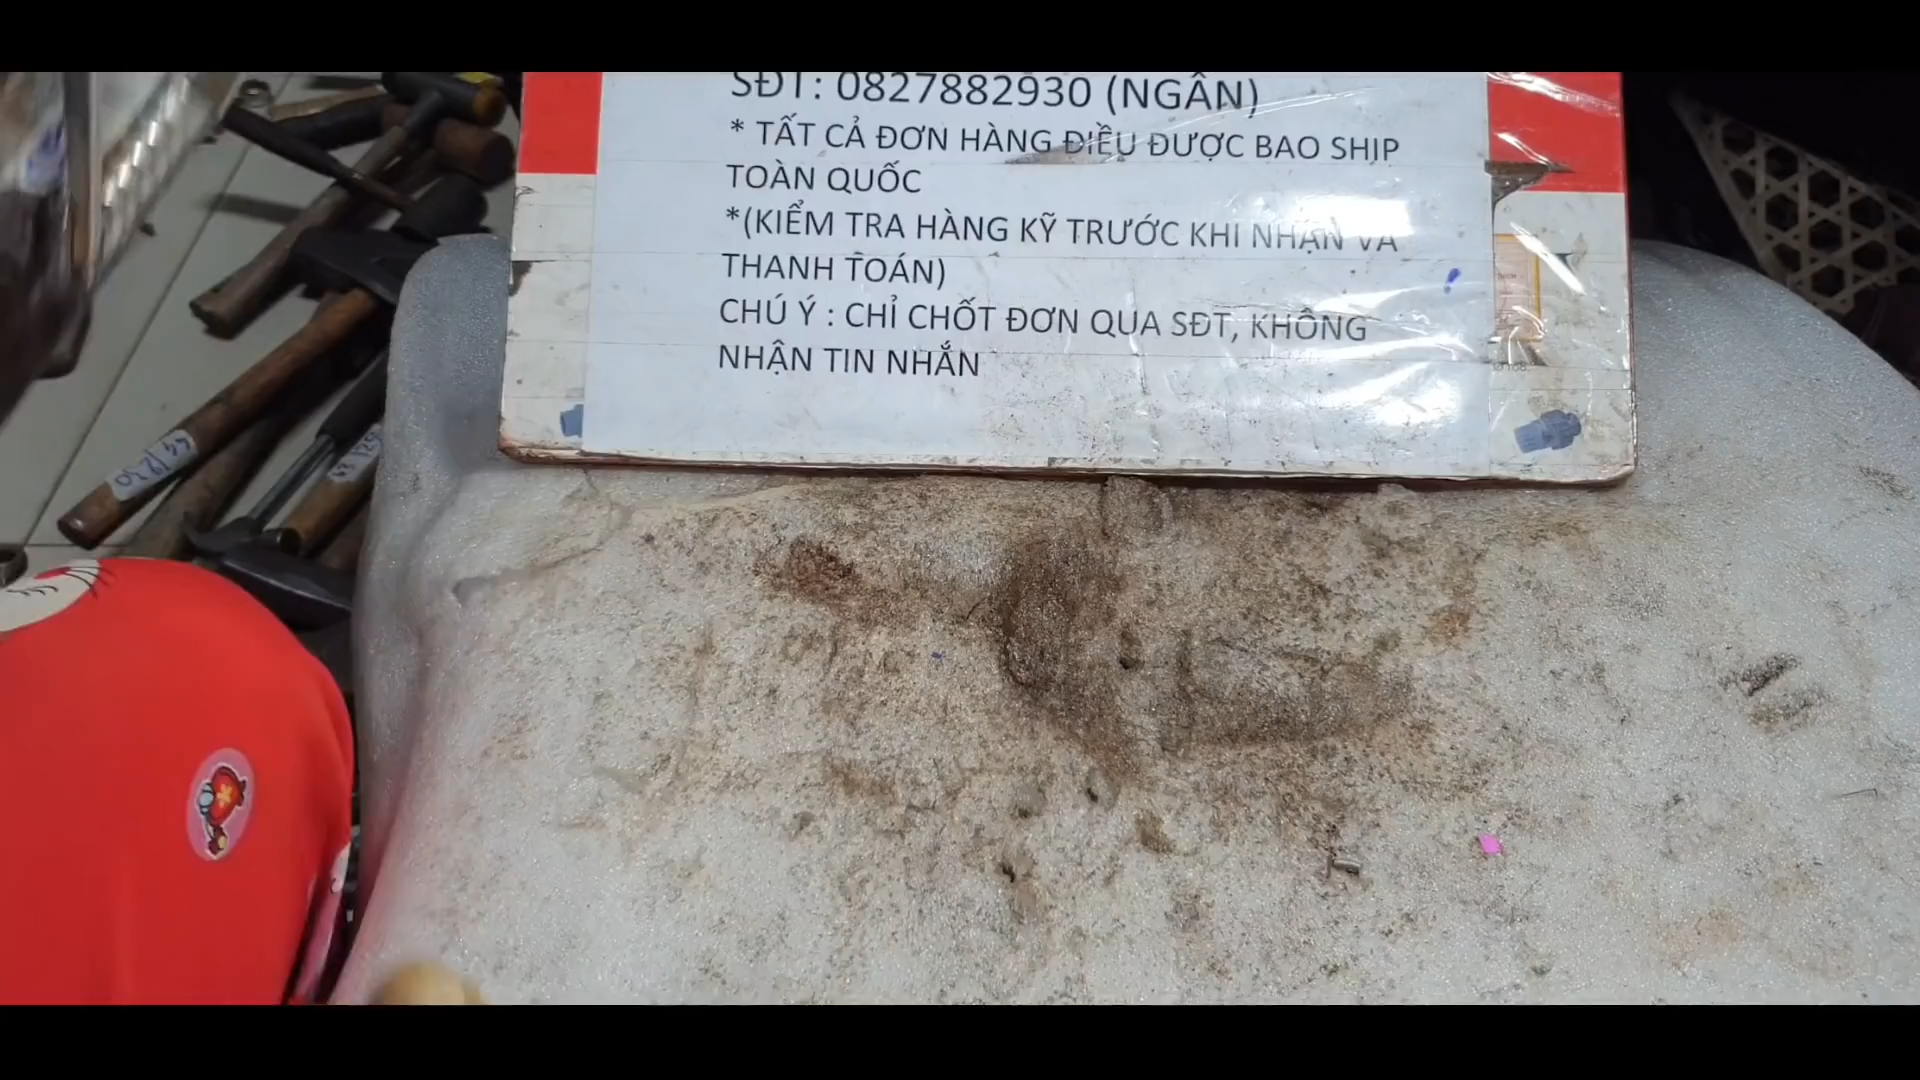 SĐT: 0827882930 (NGÂN)
* TẤT CẢ ĐƠN HÀNG ĐIỀU ĐƯỢC BAO SHIP
TOÀN QUỐC
*(KIỂM TRA HÀNG KỸ TRƯỚC KHI NHẬN VÀ
THANH TOÁN)
CHÚ Ý : CHỈ CHỐT ĐƠN QUA SĐT, KHÔNG
NHẬN TIN NHẮN